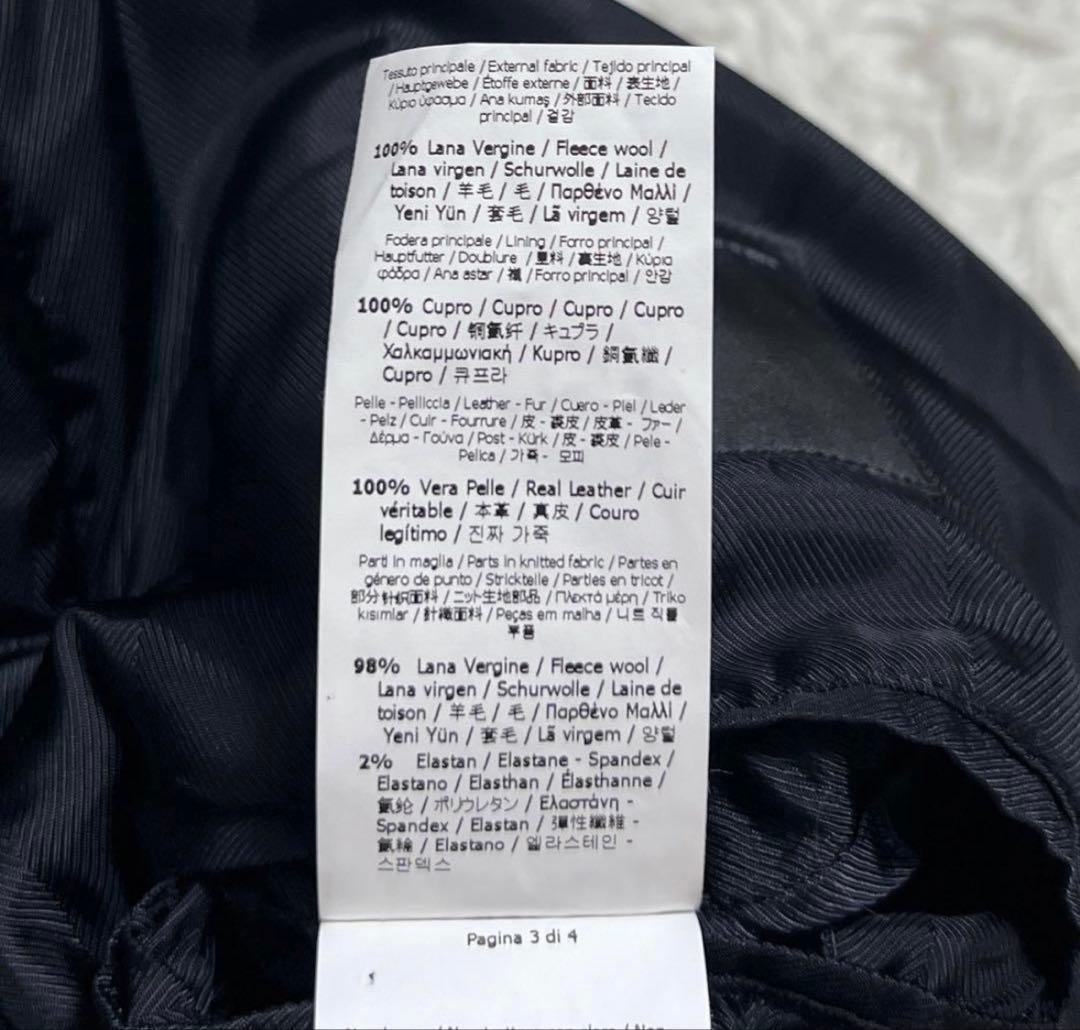 Tessuto principale / External fabric / Tejido principal
/ Hauptgewebe / Étoffe externe / 面料 / 表生地 /
Κύριο ύφασμα / Ana kumaş / 外部面料 / Tecido
principal / 겉감
100% Lana Vergine / Fleece wool /
Lana virgen / Schurwolle / Laine de
toison / 羊毛 / 毛 / Παρθένο Μαλλί /
Yeni Yün / 套毛 / Lã virgem / 양털
Fodera principale / Lining / Forro principal /
Hauptfutter / Doublure / 里料 / 裏生地 / Κύρια
φόδρα / Ana astar / 襯 / Forro principal / 안감
100% Cupro / Cupro / Cupro / Cupro
/ Cupro / 铜氨纤 / キュプラ /
Χαλκαμμωνιακή / Kupro / 銅氨纖 /
Cupro / 큐프라
Pelle - Pelliccia / Leather - Fur / Cuero - Piel / Leder
- Pelz / Cuir - Fourrure / 皮 - 裘皮 / 皮革 - ファー /
Δέρμα - Γούνα / Post - Kürk / 皮 - 裘皮 / Pele -
Pelica / 가죽 - 모피
100% Vera Pelle / Real Leather / Cuir
véritable / 本革 / 真皮 / Couro
legítimo / 진짜 가죽
Parti in maglia / Parts in knitted fabric / Partes en
género de punto / Strickteile / Parties en tricot /
部分针织面料 / ニット生地部品 / Πλεκτά μέρη / Triko
kısımlar / 針織面料 / Peças em malha / 니트 직물
부품
98% Lana Vergine / Fleece wool /
Lana virgen / Schurwolle / Laine de
toison / 羊毛 / 毛 / Παρθένο Μαλλί /
Yeni Yün / 套毛 / Lã virgem / 양털
2% Elastan / Elastane - Spandex /
Elastano / Elasthan / Élasthanne /
氨纶 / ポリウレタン / Ελαστάνη -
Spandex / Elastan / 彈性纖維 -
氨綸 / Elastano / 엘라스테인 -
스판덱스
Pagina 3 di 4